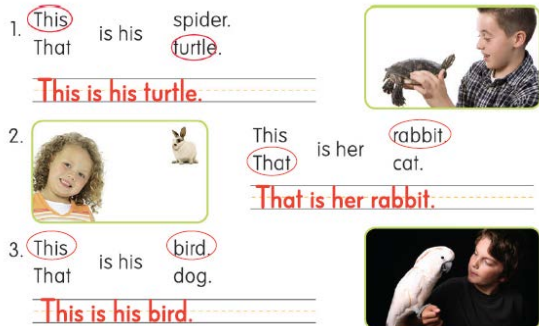 1. This is his spider.
That turtle.
This is his turtle.
2. This is her rabbit.
That cat.
That is her rabbit.
3. This is his bird.
That dog.
This is his bird.